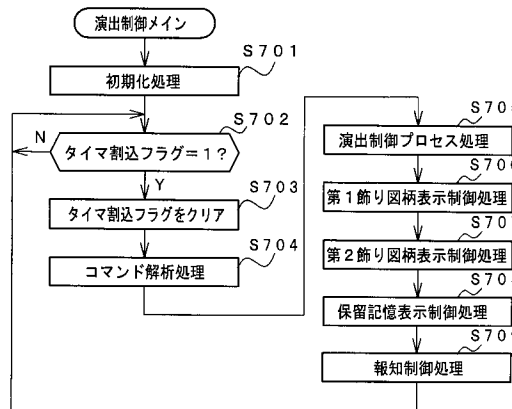 演出制御メイン
S701
初期化処理
S702
N
タイマ割込フラグ=1?
Y
S703
タイマ割込フラグをクリア
S704
コマンド解析処理
S70
演出制御プロセス処理
S70
第1飾り図柄表示制御処理
S70
第2飾り図柄表示制御処理
S70
保留記憶表示制御処理
S70
報知制御処理